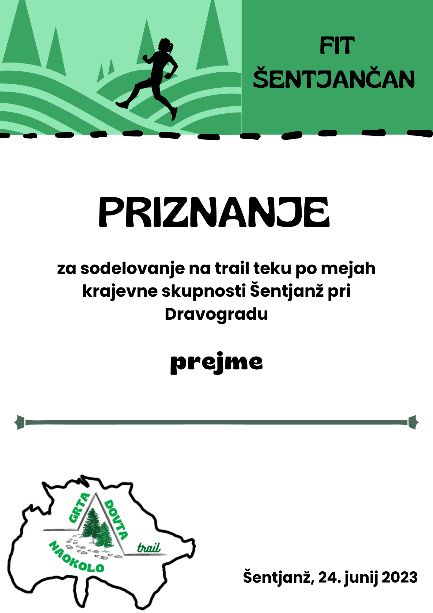 FIT
ŠENTJANČAN
PRIZNANJE
za sodelovanje na trail teku po mejah
krajevne skupnosti Šentjanž pri
Dravogradu
prejme
GRTA
DOVTA
NAOKOLO
trail
Šentjanž, 24. junij 2023